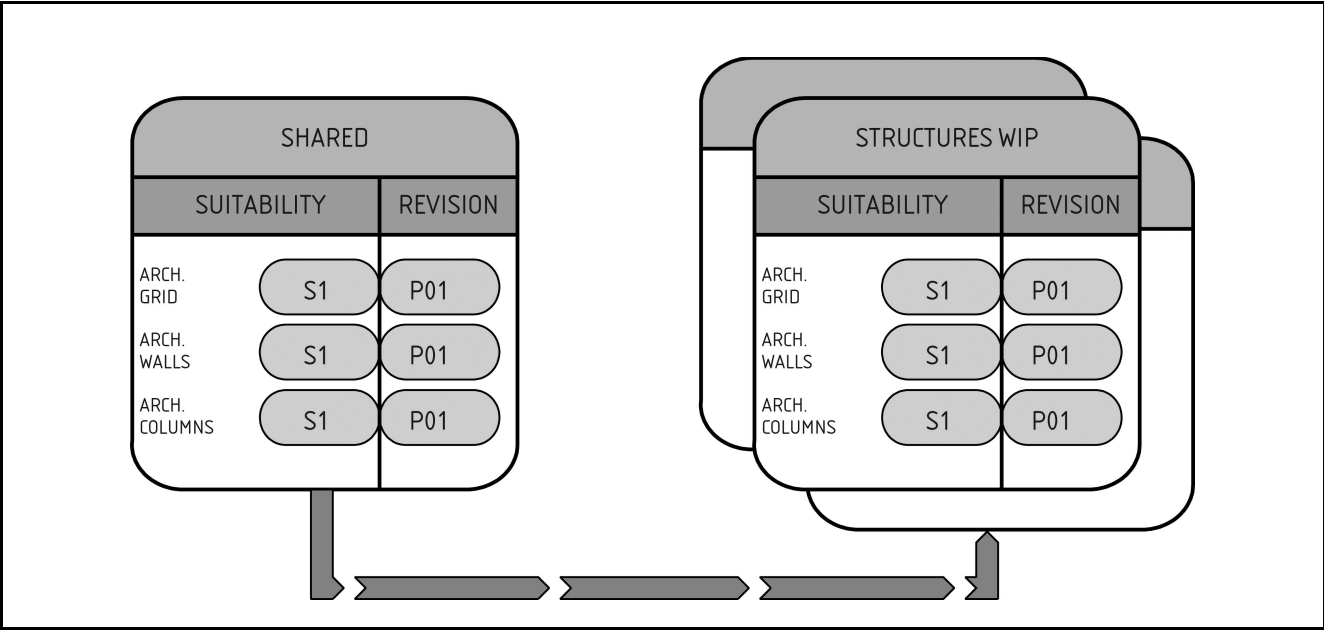 SHARED
SUITABILITY REVISION
ARCH.
GRID
S1 P01
ARCH.
WALLS
S1 P01
ARCH.
COLUMNS
S1 P01
STRUCTURES WIP
SUITABILITY REVISION
ARCH.
GRID
S1 P01
ARCH.
WALLS
S1 P01
ARCH.
COLUMNS
S1 P01